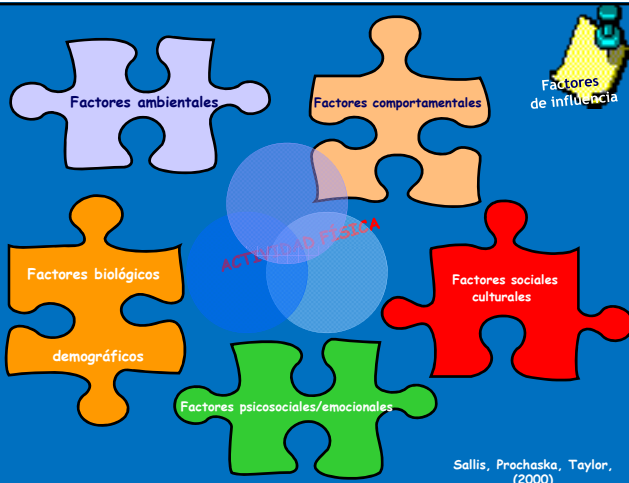 Factores
de influencia
Factores ambientales
Factores comportamentales
ACTIVIDAD FÍSICA
Factores biológicos
demográficos
Factores sociales
culturales
Factores psicosociales/emocionales
Sallis, Prochaska, Taylor,
(2000)